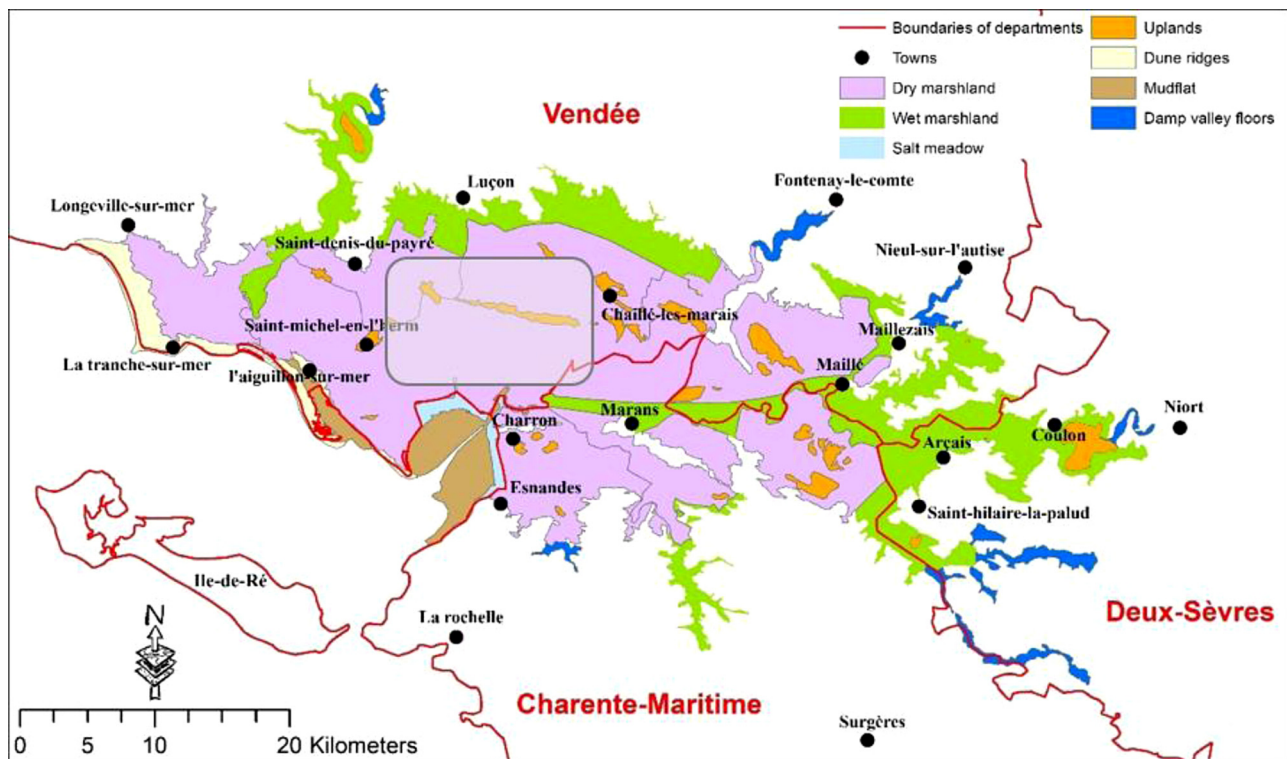 Boundaries of departments
Towns
Dry marshland
Wet marshland
Salt meadow
Uplands
Dune ridges
Mudflat
Damp valley floors
Vendée
Luçon
Fontenay-le-comte
Longeville-sur-mer
Saint-denis-du-payré
Nieul-sur-l'autise
Chaillé-les-marais
Saint-michel-en-l'herm
Maillezais
La tranche-sur-mer
l'aiguillon-sur-mer
Maillé
Marans
Niort
Charron
Coulon
Arçais
Esnandes
Saint-hilaire-la-palud
Ile-de-Ré
N
La rochelle
Deux-Sèvres
Charente-Maritime
Surgères
0 5 10 20 Kilometers